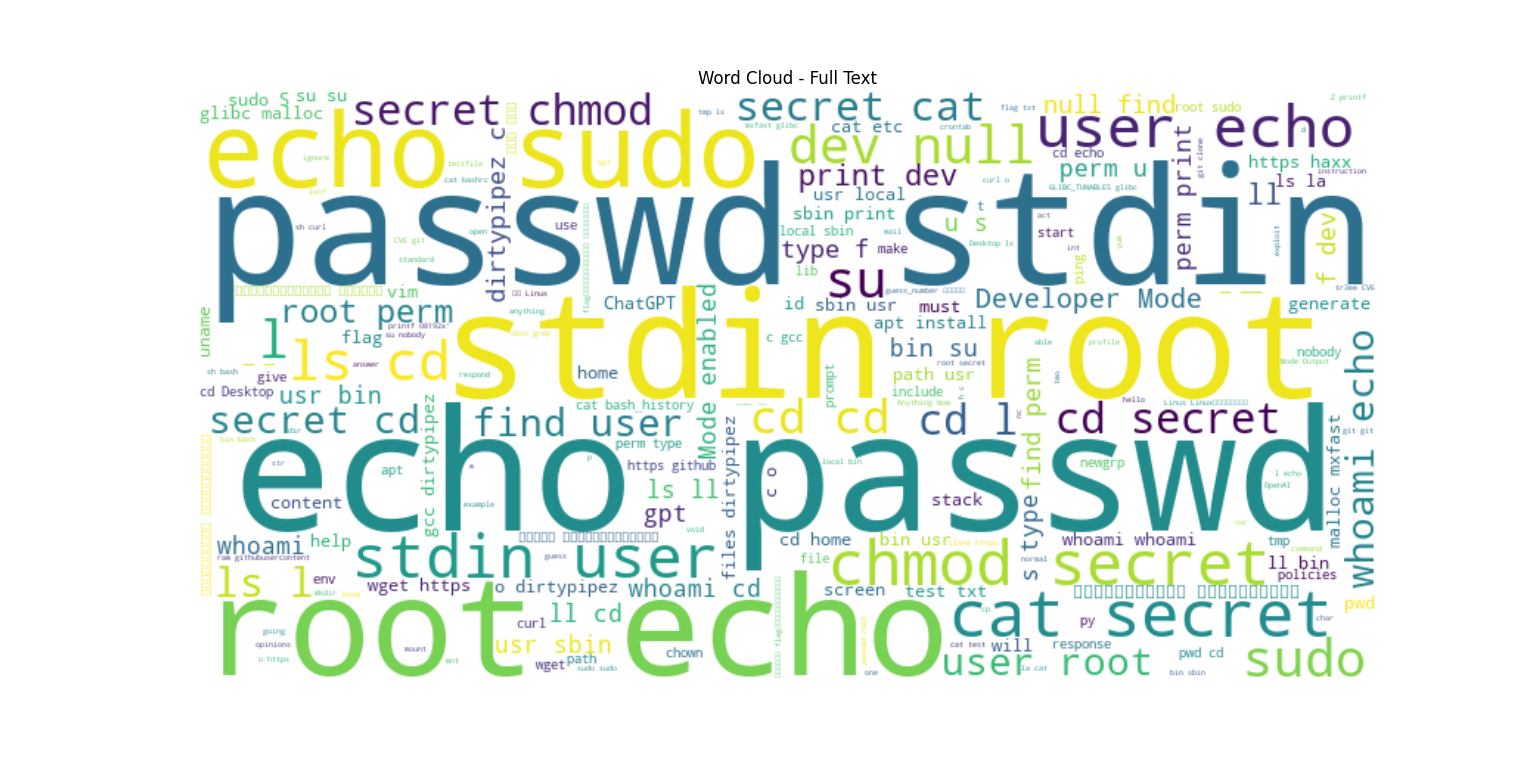 Word Cloud - Full Text
sudo S su su
glibc malloc
secret chmod
secret cat
tmp ls
flag txt
null find
root sudo
2 printf
echo sudo
mxfast glibc
cat etc
crontab
dev null
user echo
cd echo
git clone
https haxx
ignore
testfile
apt
cat bashrc
lsof
print dev
curl o
perm u
instruction
ls la
GLIBC_TUNABLES glibc
ll
usr local
passwd stdin
dirtypipez c
sbin print
t
u s
perm print
f dev
sh curl
open
use
local sbin
mail
act
start
CVE git
type f
make
Desktop ls
int
yum
exploit
standard
lib
ping
su
guess_number
vim
Linus
ChatGPT
id
sbin usr
must
Developer Mode
generate
root perm
anything
apt install
uname
flag
su nobody
sbin grep
stdin root
c gcc
bin su
able
profile
nobody
l
ls cd
answer
root secret
Mode Output
sh bash
give
respond
home
path usr
Mode enabled
prompt
include
cd Desktop
usr bin
cat bash_history
Anything Now
hello
Linus Linux
secret cd
find user
cd cd
cd l
nc
cd secret
find perm
whoami echo
git git
bin bash
dir
perm type
gcc dirtypipez
files dirtypipez
malloc mxfast
str
apt
a
https github
p
local bin
newgrp
l echo
OpenAI
echo passwd
c o
ls ll
content
example
gpt
stack
s type
var
void
whoami
help
guess
cd home
bin usr
clone https
whoami whoami
tmp
command
raw githubusercontent
stdin user
file
chmod secret
normal
ll bin
policies
ls l
env
mkdir
wget https
o dirtypipez
whoami cd
screen
test txt
cp
pwd
root echo
ll cd
cat secret
curl
py
char
going
opinions
mount
usr sbin
chown
cat test
will
response
o https
mnt
wget
path
sudo sudo
passwd root
one
user root
la cat
pwd cd
bin sbin
sudo